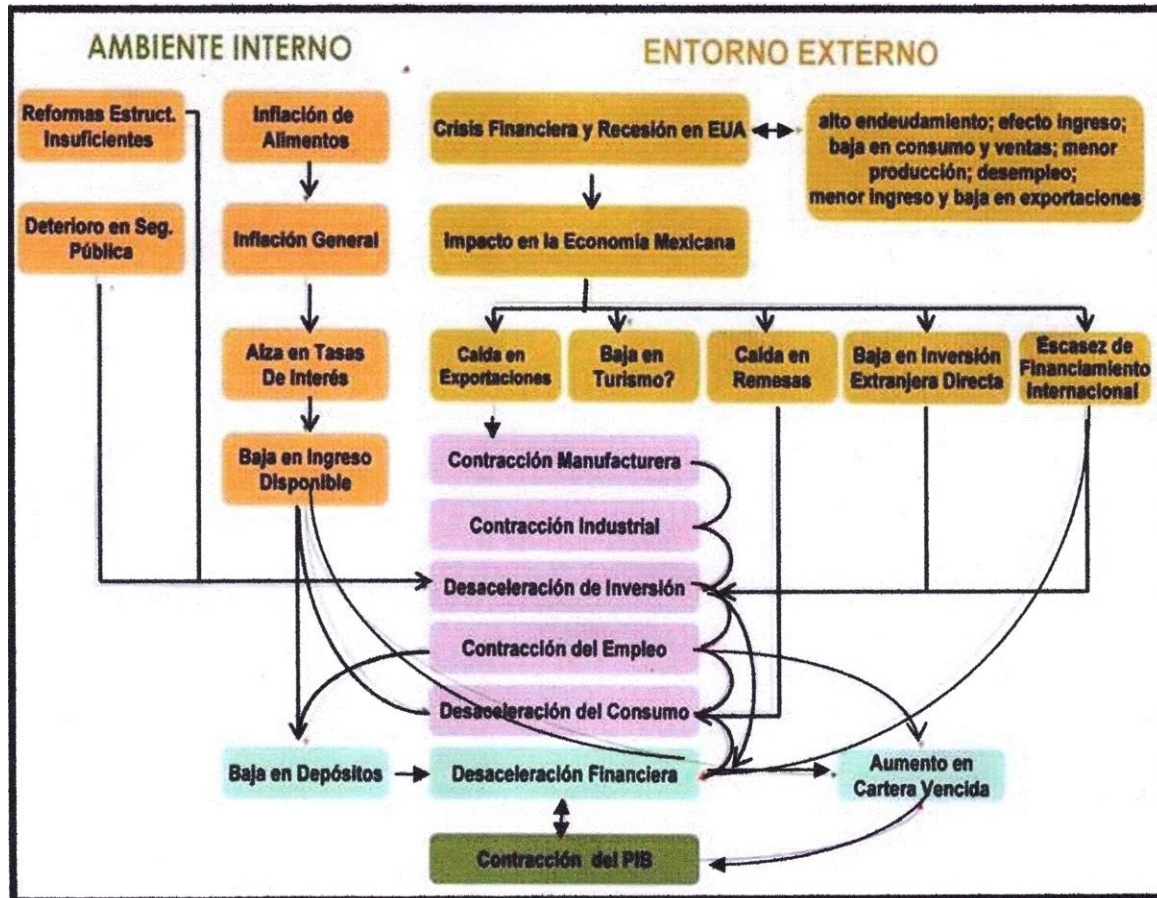 AMBIENTE INTERNO
ENTORNO EXTERNO
Reformas Estruct.
Insuficientes
Inflación de
Alimentos
Crisis Financiera y Recesión en EUA
alto endeudamiento; efecto ingreso;
baja en consumo y ventas; menor
producción; desempleo;
menor ingreso y baja en exportaciones
Deterioro en Seg.
Pública
Inflación General
Impacto en la Economía Mexicana
Alza en Tasas
De Interés
Caída en
Exportaciones
Baja en
Turismo?
Caída en
Remesas
Baja en Inversión
Extranjera Directa
Escasez de
Financiamiento
Internacional
Baja en Ingreso
Disponible
Contracción Manufacturera
Contracción Industrial
Desaceleración de Inversión
Contracción del Empleo
Desaceleración del Consumo
Baja en Depósitos
Desaceleración Financiera
Aumento en
Cartera Vencida
Contracción del PIB